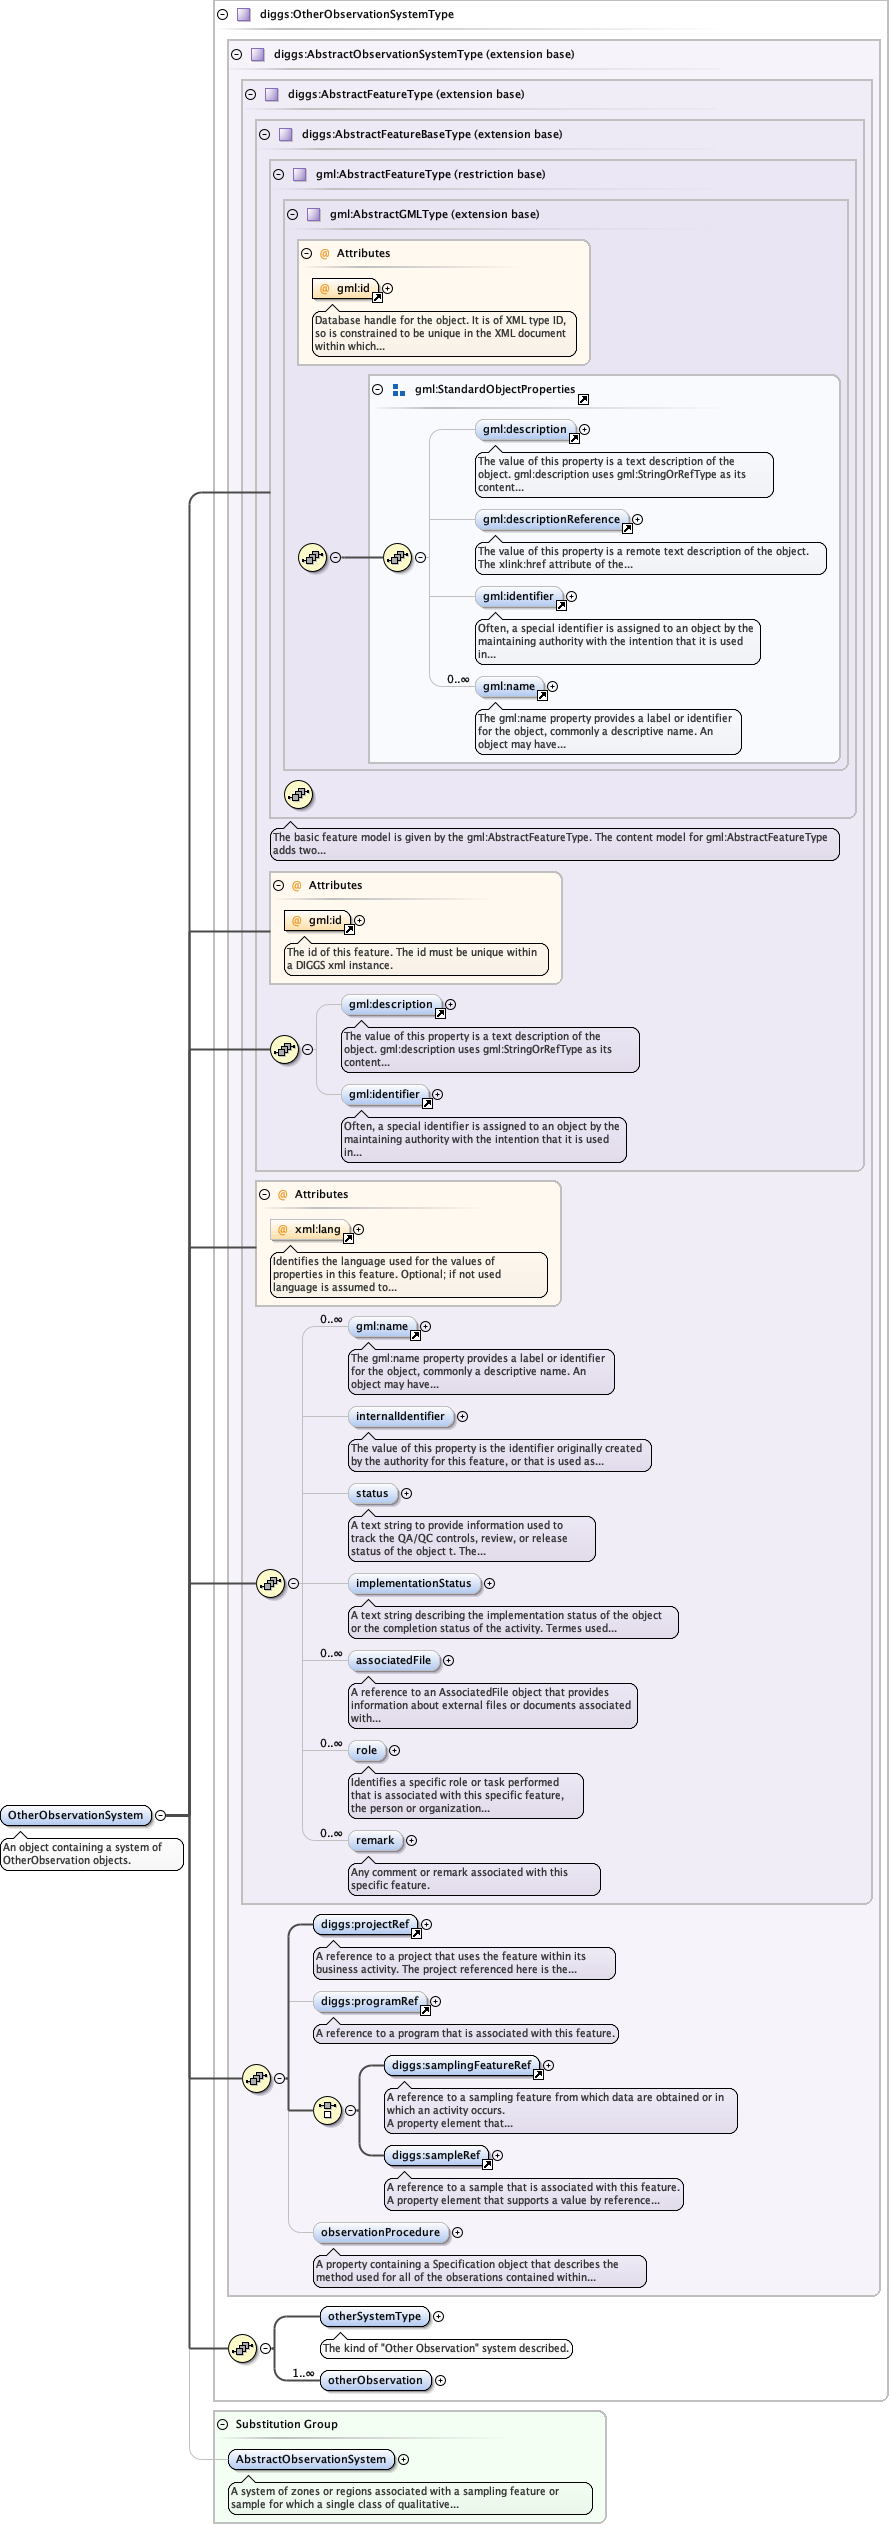 diggs:OtherObservationSystemType
diggs:AbstractObservationSystemType (extension base)
diggs:AbstractFeatureType (extension base)
diggs:AbstractFeatureBaseType (extension base)
gml:AbstractFeatureType (restriction base)
gml:AbstractGMLType (extension base)
@ Attributes
@ gml:id
Database handle for the object. It is of XML type ID,
so is constrained to be unique in the XML document
within which...
gml:StandardObjectProperties
gml:description
The value of this property is a text description of the
object. gml:description uses gml:StringOrRefType as its
content...
gml:descriptionReference
The value of this property is a remote text description of the object.
The xlink:href attribute of the...
gml:identifier
Often, a special identifier is assigned to an object by the
maintaining authority with the intention that it is used
in...
0..∞
gml:name
The gml:name property provides a label or identifier
for the object, commonly a descriptive name. An
object may have...
The basic feature model is given by the gml:AbstractFeatureType. The content model for gml:AbstractFeatureType
adds two...
@ Attributes
@ gml:id
The id of this feature. The id must be unique within
a DIGGS xml instance.
gml:description
The value of this property is a text description of the
object. gml:description uses gml:StringOrRefType as its
content...
gml:identifier
Often, a special identifier is assigned to an object by the
maintaining authority with the intention that it is used
in...
@ Attributes
@ xml:lang
Identifies the language used for the values of
properties in this feature. Optional; if not used
language is assumed to...
0..∞
gml:name
The gml:name property provides a label or identifier
for the object, commonly a descriptive name. An
object may have...
internalIdentifier
The value of this property is the identifier originally created
by the authority for this feature, or that is used as...
status
A text string to provide information used to
track the QA/QC controls, review, or release
status of the object t. The...
implementationStatus
A text string describing the implementation status of the object
or the completion status of the activity. Termes used...
0..∞
associatedFile
A reference to an AssociatedFile object that provides
information about external files or documents associated
with...
0..∞
role
Identifies a specific role or task performed
that is associated with this specific feature,
the person or organization...
0..∞
remark
Any comment or remark associated with this
specific feature.
OtherObservationSystem
An object containing a system of
OtherObservation objects.
diggs:projectRef
A reference to a project that uses the feature within its
business activity. The project referenced here is the...
diggs:programRef
A reference to a program that is associated with this feature.
diggs:samplingFeatureRef
A reference to a sampling feature from which data are obtained or in
which an activity occurs.
A property element that...
diggs:sampleRef
A reference to a sample that is associated with this feature.
A property element that supports a value by reference...
observationProcedure
A property containing a Specification object that describes the
method used for all of the obserations contained within...
otherSystemType
The kind of "Other Observation" system described.
1..∞
otherObservation
Substitution Group
AbstractObservationSystem
A system of zones or regions associated with a sampling feature or
sample for which a single class of qualitative...